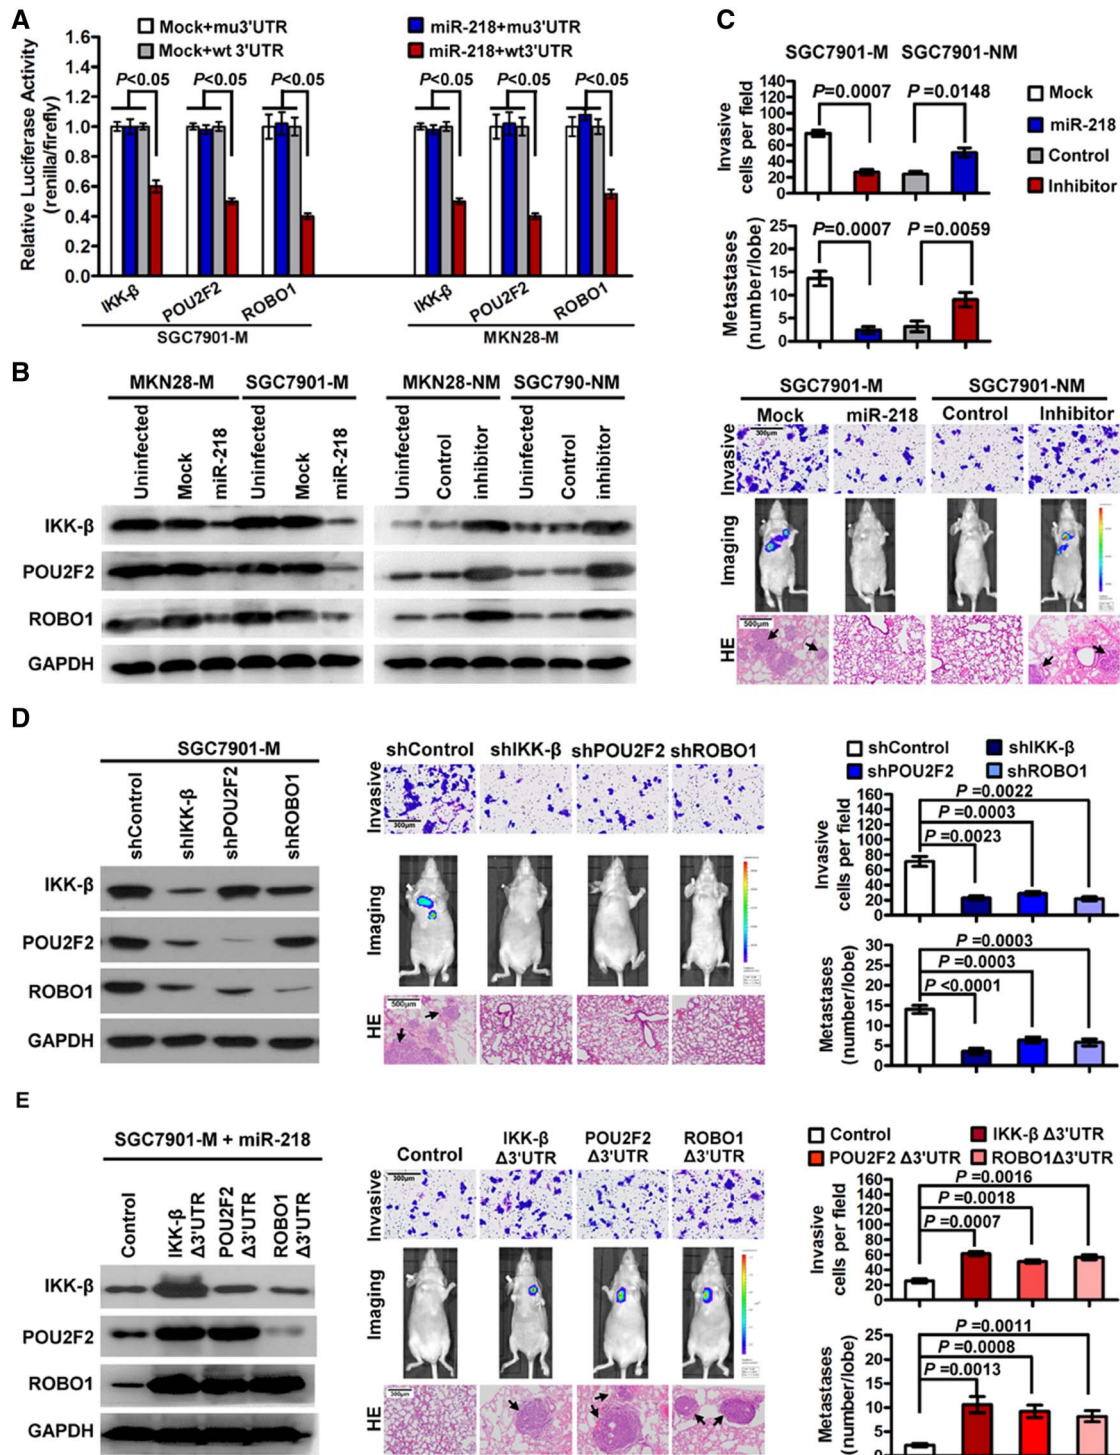 A
Mock+mu3'UTR
Mock+wt 3'UTR
miR-218+mu3'UTR
miR-218+wt3'UTR
Relative Luciferase Activity
(renilla/firefly)
P<0.05 P<0.05 P<0.05
P<0.05 P<0.05 P<0.05
1.6
1.4
1.2
1.0
0.8
0.6
0.4
0.2
0.0
IKK-β POU2F2 ROBO1
IKK-β POU2F2 ROBO1
SGC7901-M
MKN28-M
C
SGC7901-M SGC7901-NM
Invasive
cells per field
140
120
100
80
60
40
20
0
P=0.0007 P=0.0148
Mock
miR-218
Control
Inhibitor
Metastases
(number/lobe)
25
20
15
10
5
0
P=0.0007 P=0.0059
SGC7901-M SGC7901-NM
Mock miR-218 Control Inhibitor
Invasive
300μm
Imaging
HE
500μm
B
MKN28-M SGC7901-M
MKN28-NM SGC790-NM
Uninfected Mock miR-218 Uninfected Mock miR-218
Uninfected Control inhibitor Uninfected Control inhibitor
IKK-β
POU2F2
ROBO1
GAPDH
D
SGC7901-M
shControl shIKK-β shPOU2F2 shROBO1
IKK-β
POU2F2
ROBO1
GAPDH
shControl shIKK-β shPOU2F2 shROBO1
Invasive
300μm
Imaging
HE
500μm
shControl shIKK-β
shPOU2F2 shROBO1
Invasive
cells per field
160
140
120
100
80
60
40
20
0
P =0.0022
P =0.0003
P =0.0023
Metastases
(number/lobe)
30
25
20
15
10
5
0
P =0.0003
P =0.0003
P <0.0001
E
SGC7901-M + miR-218
Control
IKK-β
Δ3'UTR
POU2F2
Δ3'UTR
ROBO1
Δ3'UTR
IKK-β
POU2F2
ROBO1
GAPDH
Control
IKK-β
Δ3'UTR
POU2F2
Δ3'UTR
ROBO1
Δ3'UTR
Invasive
300μm
Imaging
HE
300μm
Control IKK-β Δ3'UTR
POU2F2 Δ3'UTR ROBO1Δ3'UTR
Invasive
cells per field
160
140
120
100
80
60
40
20
0
P =0.0016
P =0.0018
P =0.0007
Metastases
(number/lobe)
25
20
15
10
5
0
P =0.0011
P =0.0008
P =0.0013